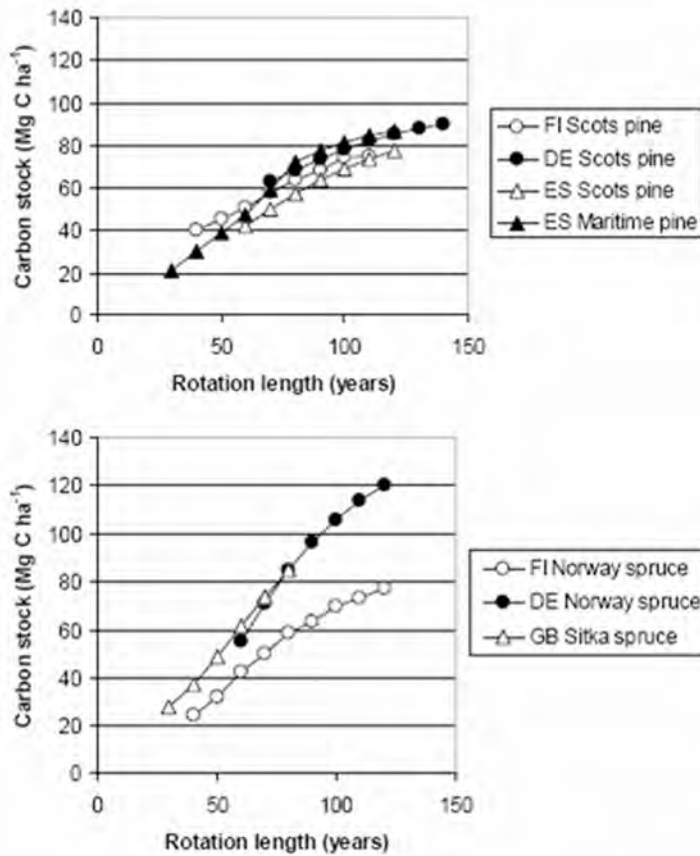 140
120
100
80
60
40
20
0
Carbon stock (Mg C ha⁻¹)
0 50 100 150
Rotation length (years)
FI Scots pine
DE Scots pine
ES Scots pine
ES Maritime pine
140
120
100
80
60
40
20
0
Carbon stock (Mg C ha⁻¹)
0 50 100 150
Rotation length (years)
FI Norway spruce
DE Norway spruce
GB Sitka spruce